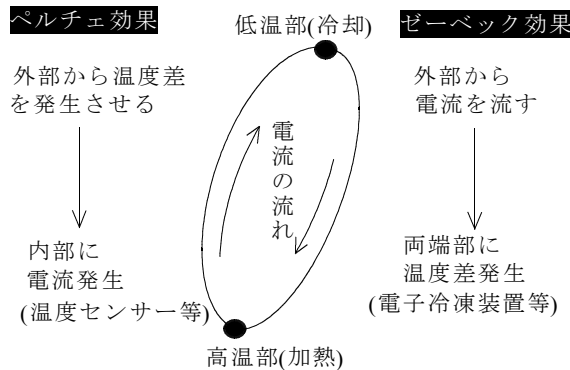 ペルチェ効果
外部から温度差
を発生させる
内部に
電流発生
(温度センサー等)
低温部(冷却)
電流の流れ
高温部(加熱)
ゼーベック効果
外部から
電流を流す
両端部に
温度差発生
(電子冷凍装置等)